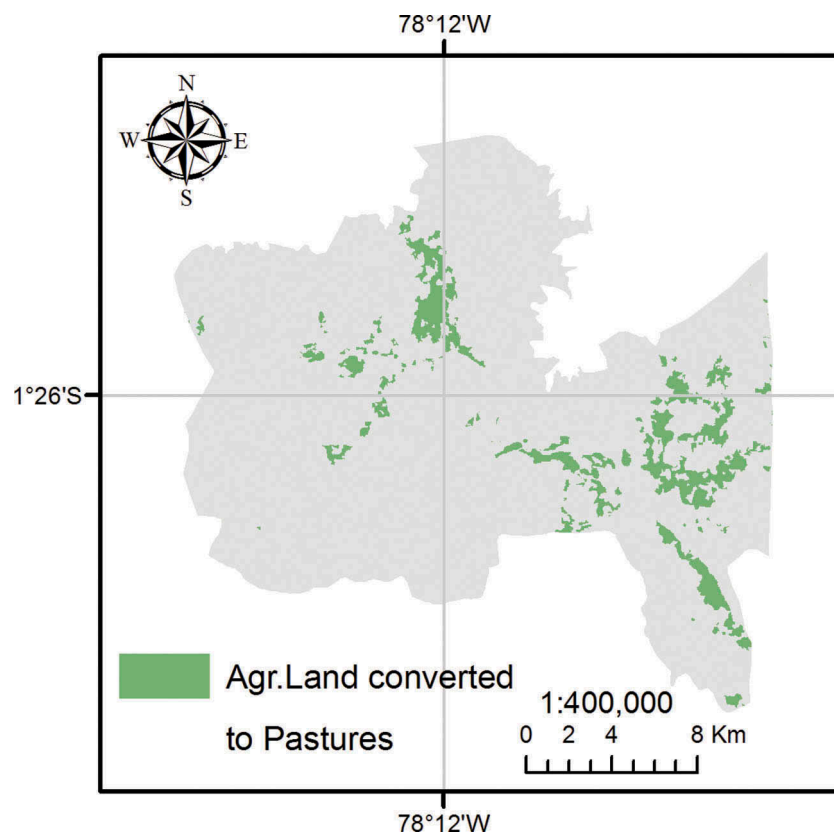 78°12'W
N
W E
S
1°26'S
Agr.Land converted
to Pastures
1:400,000
0 2 4 8 Km
78°12'W